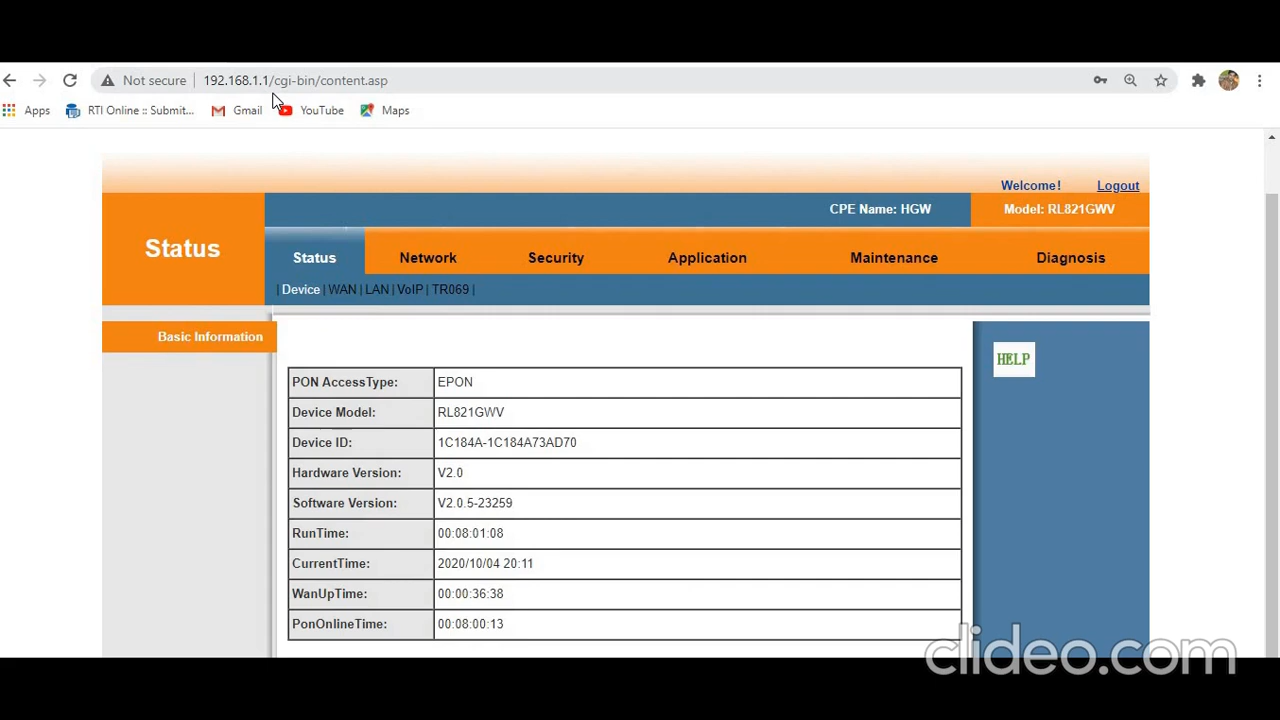 Not secure 192.168.1.1/cgi-bin/content.asp
Apps RTI Online :: Submit... Gmail YouTube Maps
Welcome! Logout
CPE Name: HGW Model: RL821GWV
Status
Status Network Security Application Maintenance Diagnosis
| Device | WAN | LAN | VoIP | TR069 |
Basic Information
HELP
PON AccessType: EPON
Device Model: RL821GWV
Device ID: 1C184A-1C184A73AD70
Hardware Version: V2.0
Software Version: V2.0.5-23259
RunTime: 00:08:01:08
CurrentTime: 2020/10/04 20:11
WanUpTime: 00:00:36:38
PonOnlineTime: 00:08:00:13
clideo.com